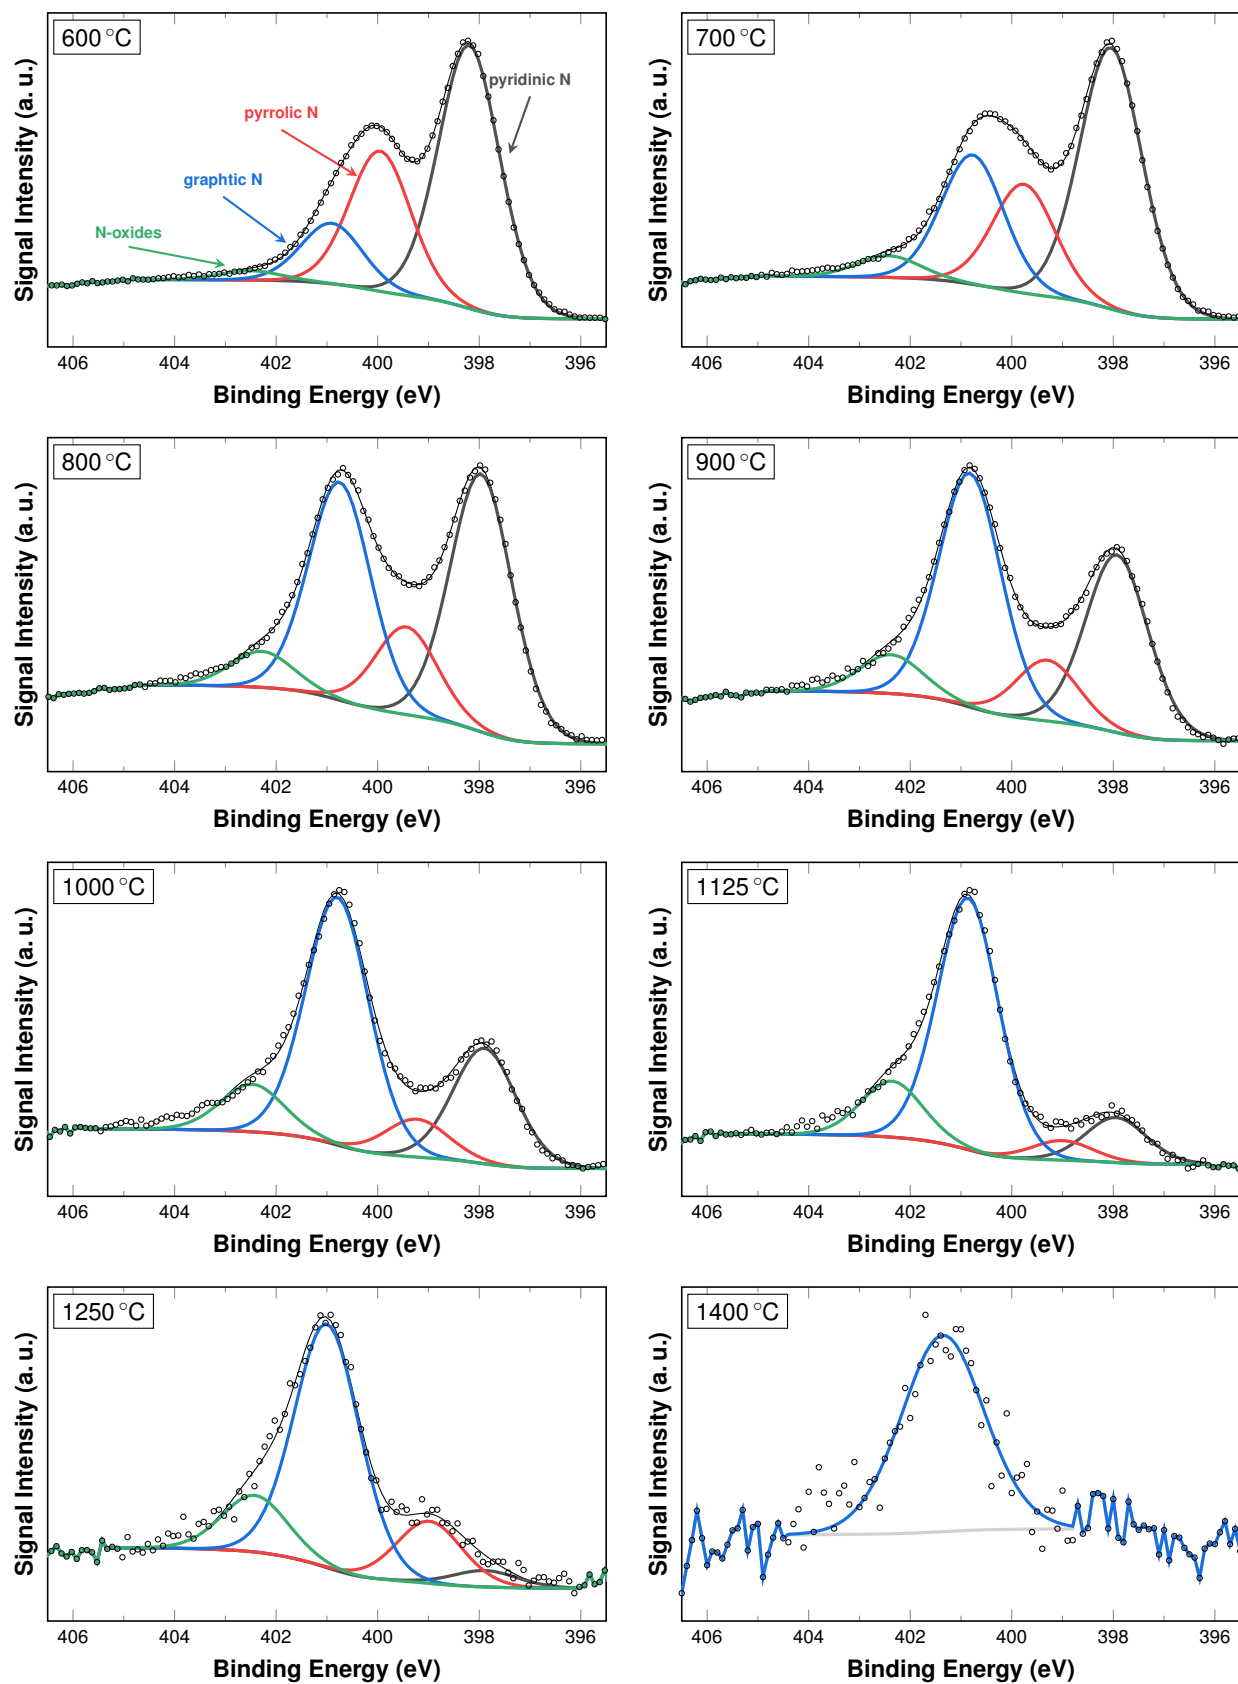 600 °C
pyridinic N
pyrrolic N
graphtic N
N-oxides
Signal Intensity (a. u.)
406 404 402 400 398 396
Binding Energy (eV)
700 °C
Signal Intensity (a. u.)
406 404 402 400 398 396
Binding Energy (eV)
800 °C
Signal Intensity (a. u.)
406 404 402 400 398 396
Binding Energy (eV)
900 °C
Signal Intensity (a. u.)
406 404 402 400 398 396
Binding Energy (eV)
1000 °C
Signal Intensity (a. u.)
406 404 402 400 398 396
Binding Energy (eV)
1125 °C
Signal Intensity (a. u.)
406 404 402 400 398 396
Binding Energy (eV)
1250 °C
Signal Intensity (a. u.)
406 404 402 400 398 396
Binding Energy (eV)
1400 °C
Signal Intensity (a. u.)
406 404 402 400 398 396
Binding Energy (eV)